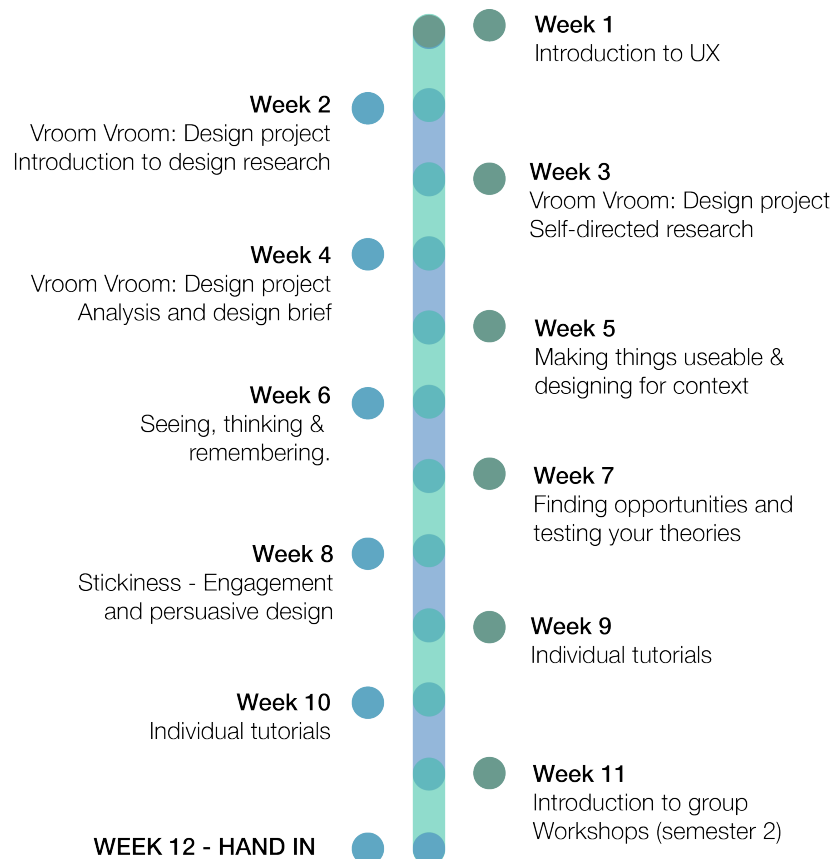 Week 1
Introduction to UX
Week 2
Vroom Vroom: Design project
Introduction to design research
Week 3
Vroom Vroom: Design project
Self-directed research
Week 4
Vroom Vroom: Design project
Analysis and design brief
Week 5
Making things useable &
designing for context
Week 6
Seeing, thinking &
remembering.
Week 7
Finding opportunities and
testing your theories
Week 8
Stickiness - Engagement
and persuasive design
Week 9
Individual tutorials
Week 10
Individual tutorials
Week 11
Introduction to group
Workshops (semester 2)
WEEK 12 - HAND IN